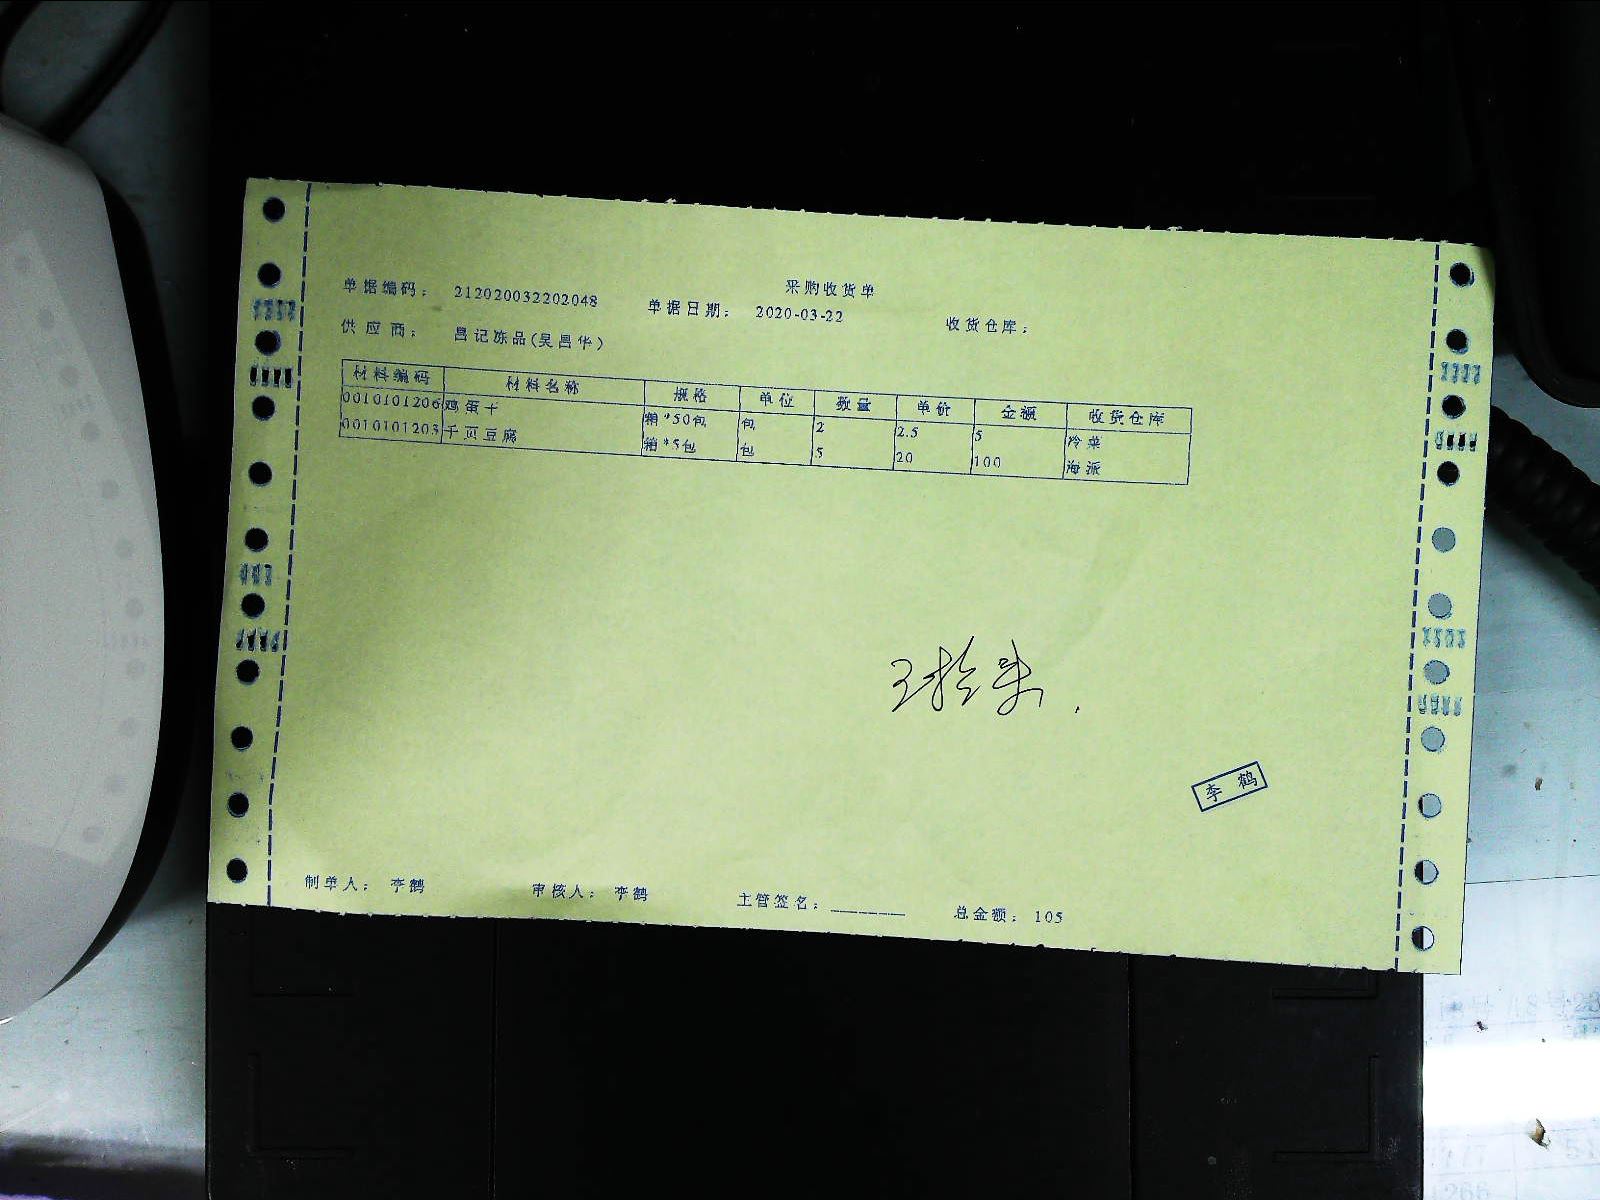 采购收货单
单据编码： 212020032202048 单据日期： 2020-03-22 收货仓库：
供应商： 昌记冻品(吴昌华)
材料编码 材料名称 规格 单位 数量 单价 金额 收货仓库
0010101206 鸡蛋干 箱*50包 包 2 2.5 5 冷菜
0010101203 千页豆腐 箱*5包 包 5 20 100 海派
李鹤
制单人： 李鹤 审核人： 李鹤 主管签名： 总金额： 105